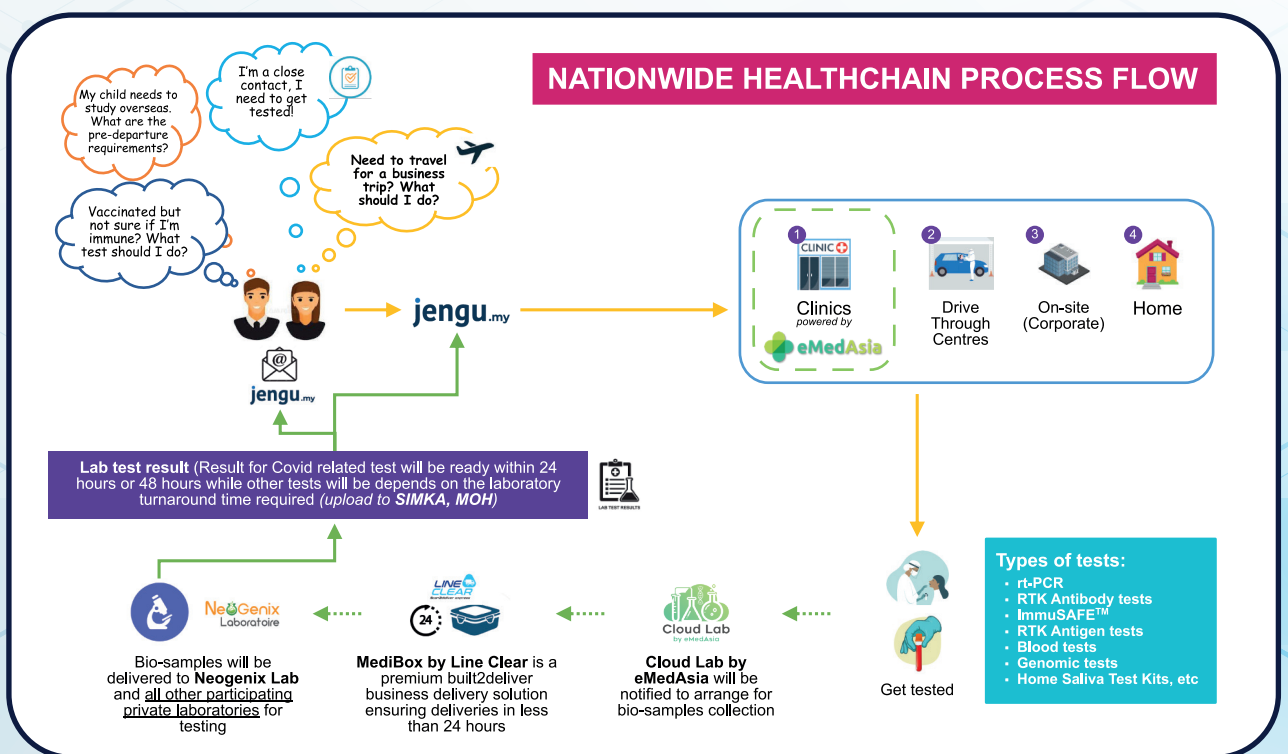 NATIONWIDE HEALTHCHAIN PROCESS FLOW
My child needs to
study overseas.
What are the
pre-departure
requirements?
I'm a close
contact, I
need to get
tested!
Need to travel
for a business
trip? What
should I do?
Vaccinated but
not sure if I'm
immune? What
test should I do?
jengu.my
@
jengu.my
1
CLINIC
Clinics
powered by
eMedAsia
2
Drive
Through
Centres
3
On-site
(Corporate)
4
Home
Lab test result (Result for Covid related test will be ready within 24
hours or 48 hours while other tests will be depends on the laboratory
turnaround time required (upload to SIMKA, MOH)
LAB TEST RESULTS
NeoGenix
Laboratoire
Bio-samples will be
delivered to Neogenix Lab
and all other participating
private laboratories for
testing
LINE
CLEAR
24
MediBox by Line Clear is a
premium built2deliver
business delivery solution
ensuring deliveries in less
than 24 hours
Cloud Lab
by eMedAsia
Cloud Lab by
eMedAsia will be
notified to arrange for
bio-samples collection
Get tested
Types of tests:
• rt-PCR
• RTK Antibody tests
• ImmuSAFE™
• RTK Antigen tests
• Blood tests
• Genomic tests
• Home Saliva Test Kits, etc